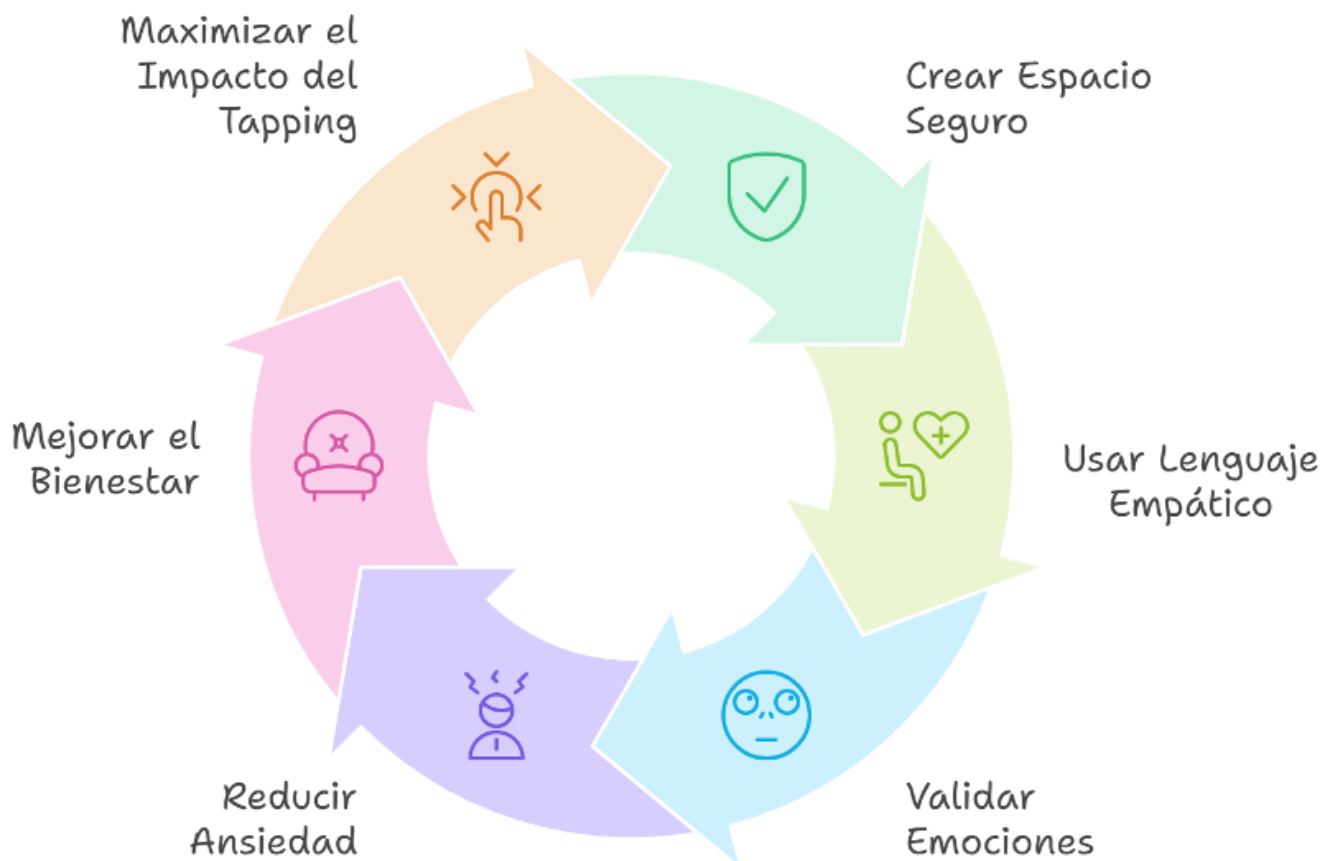 Maximizar el
Impacto del
Tapping
Crear Espacio
Seguro
Usar Lenguaje
Empático
Validar
Emociones
Reducir
Ansiedad
Mejorar el
Bienestar